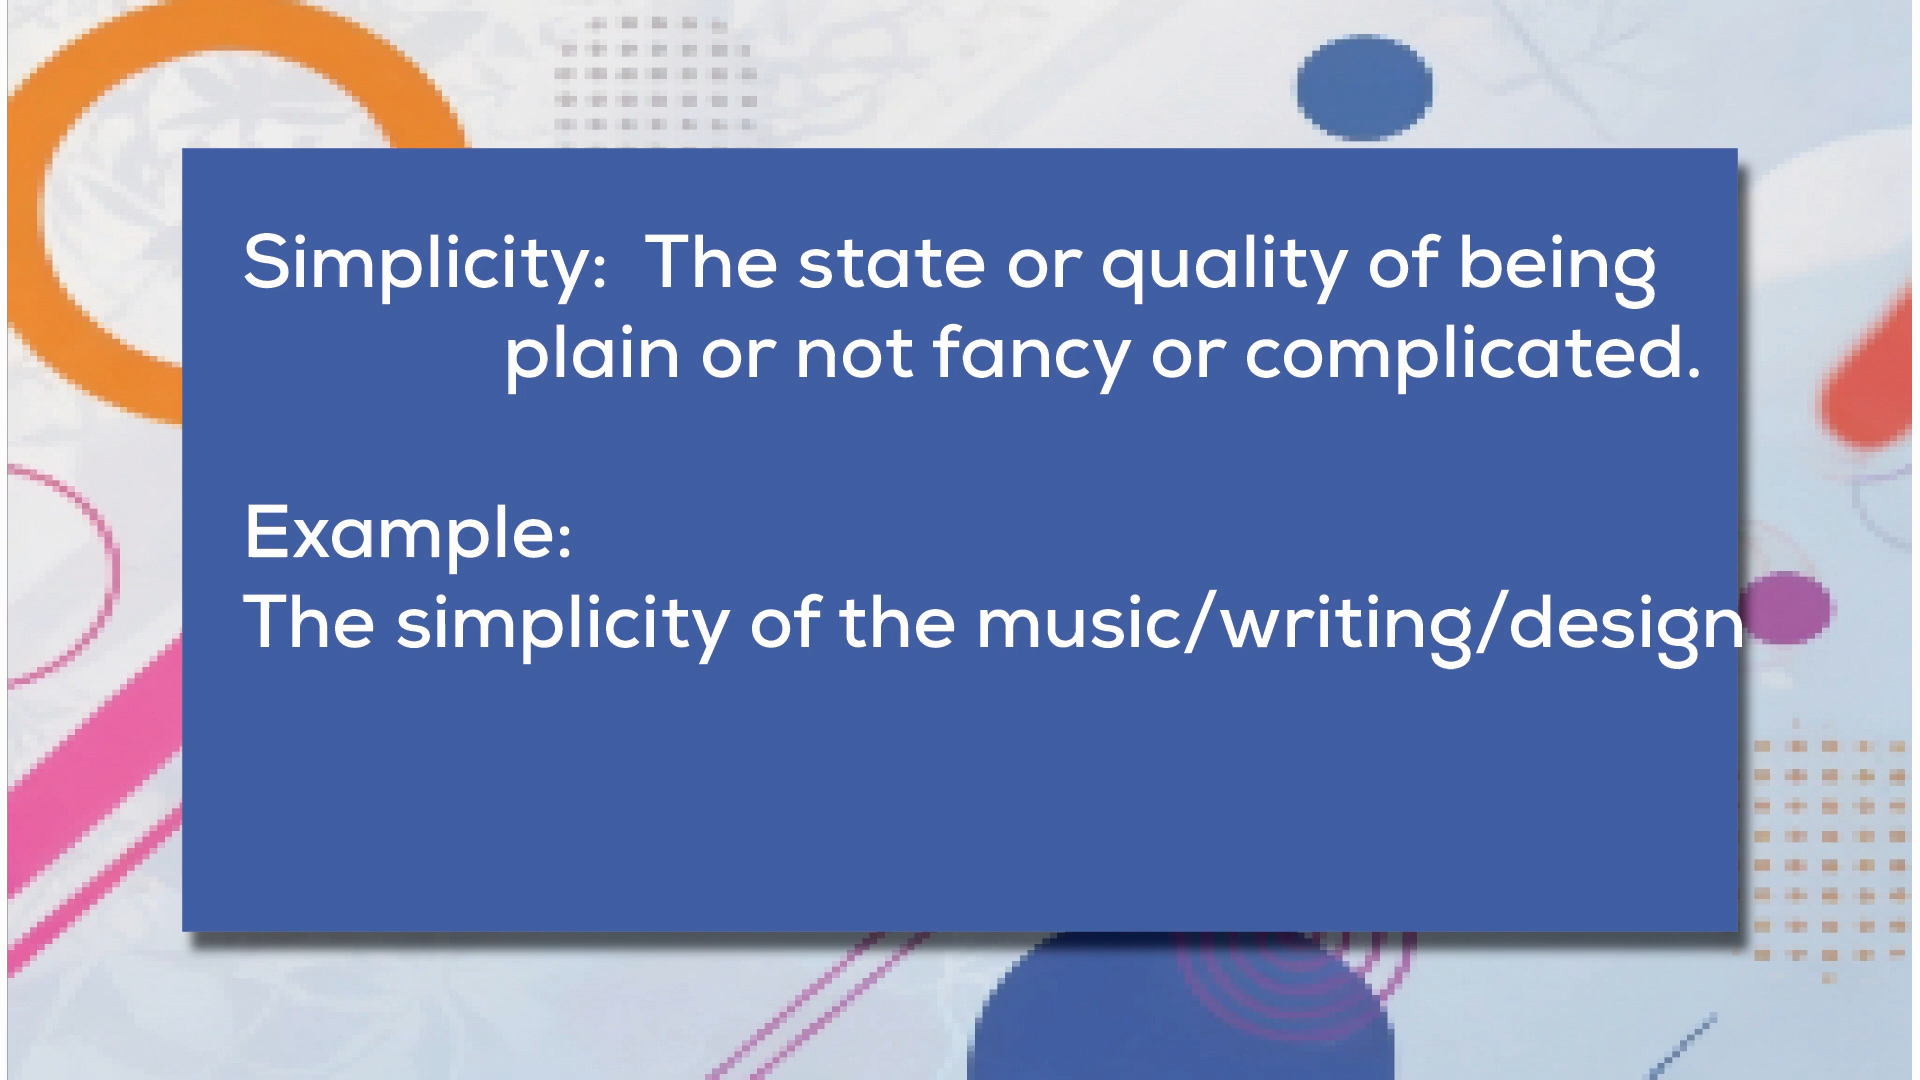 Simplicity:  The state or quality of being
plain or not fancy or complicated.
Example:
The simplicity of the music/writing/design